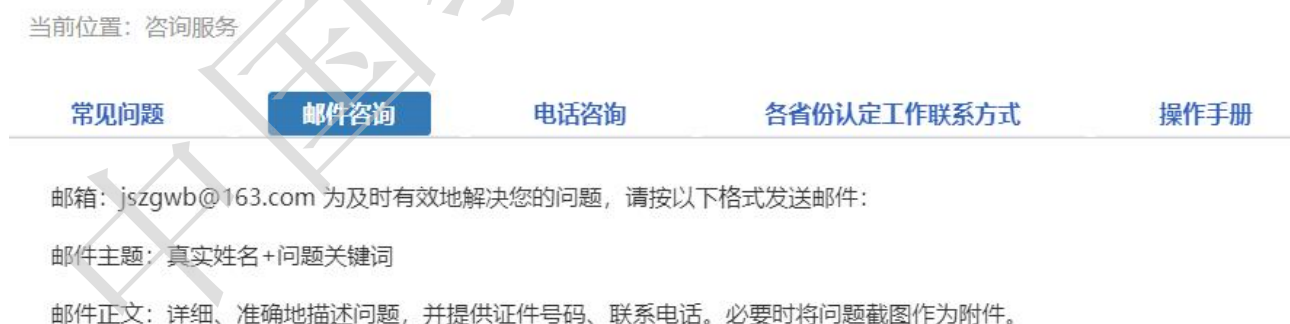 当前位置：咨询服务
常见问题 邮件咨询 电话咨询 各省份认定工作联系方式 操作手册
邮箱：jszgwb@163.com 为及时有效地解决您的问题，请按以下格式发送邮件：
邮件主题：真实姓名+问题关键词
邮件正文：详细、准确地描述问题，并提供证件号码、联系电话。必要时将问题截图作为附件。
中国